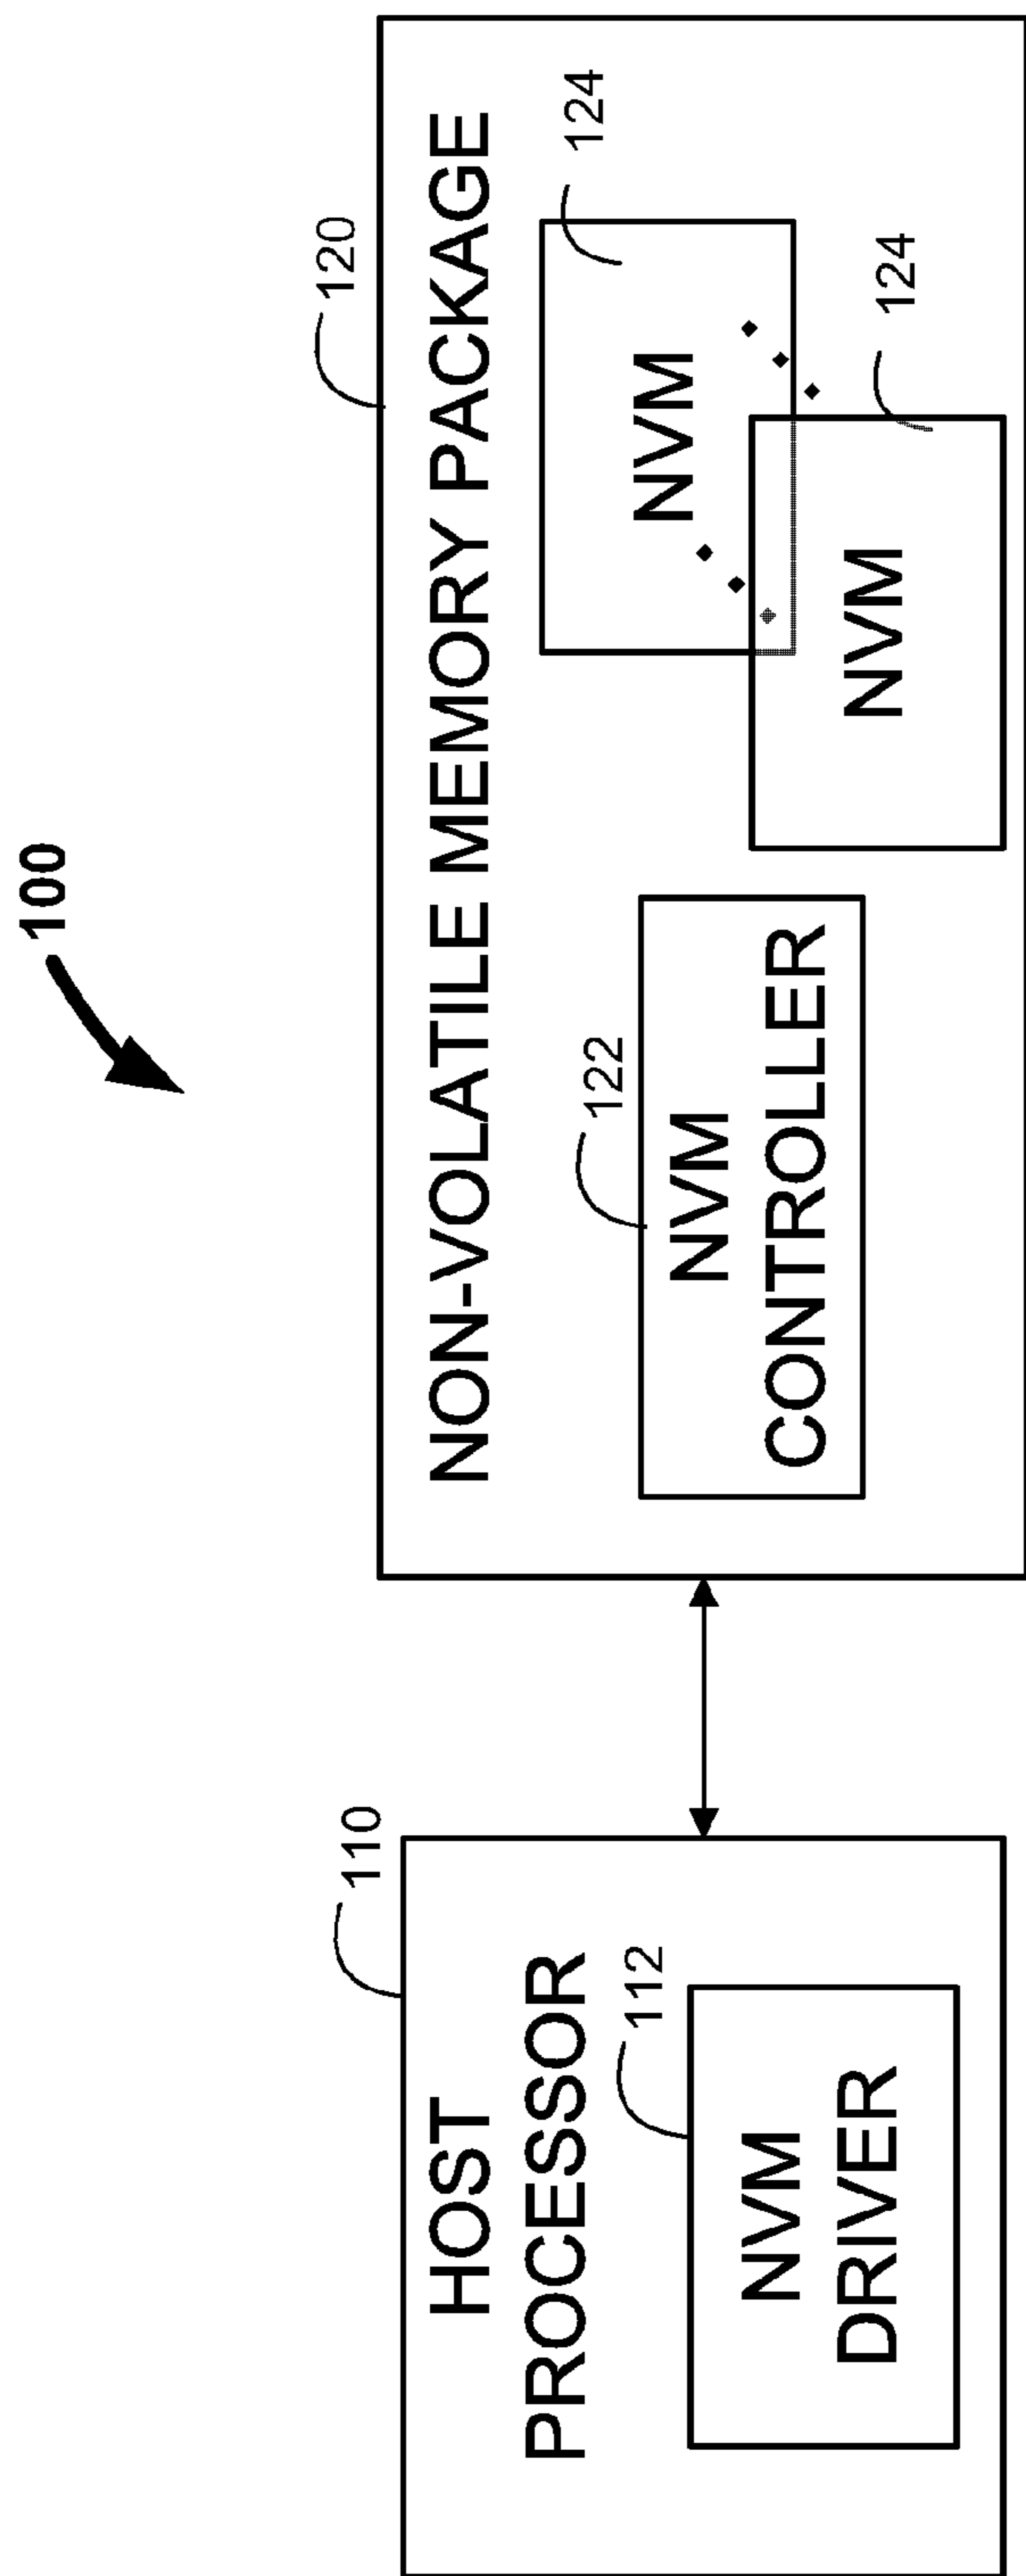 100
110
HOST
PROCESSOR
112
NVM
DRIVER
120
NON-VOLATILE MEMORY PACKAGE
122
NVM
CONTROLLER
124
NVM
124
NVM